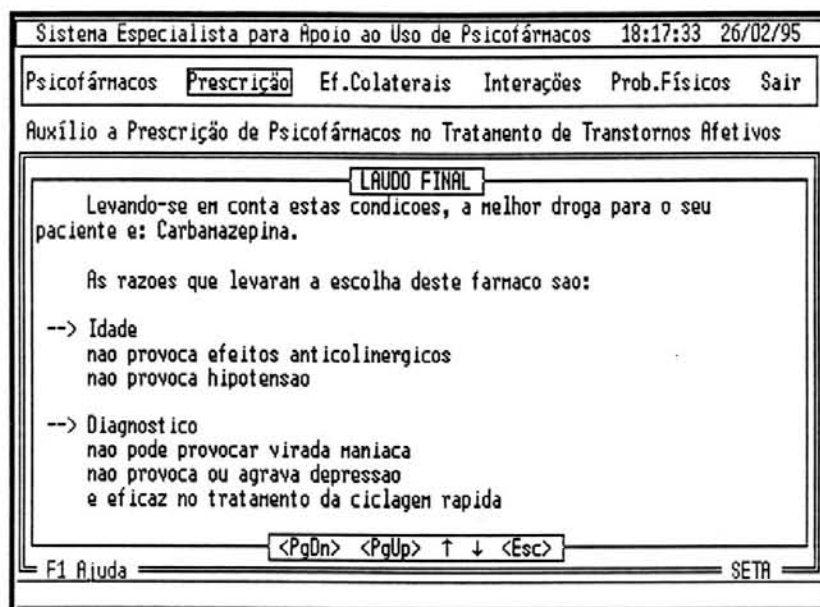 Sistema Especialista para Apoio ao Uso de Psicofármacos 18:17:33 26/02/95
Psicofármacos Prescrição Ef.Colaterais Interações Prob.Físicos Sair
Auxílio a Prescrição de Psicofármacos no Tratamento de Transtornos Afetivos
LAUDO FINAL
Levando-se em conta estas condicoes, a melhor droga para o seu
paciente e: Carbamazepina.
As razoes que levaram a escolha deste farmaco sao:
--> Idade
nao provoca efeitos anticolinergicos
nao provoca hipotensao
--> Diagnostico
nao pode provocar virada maniaca
nao provoca ou agrava depressao
e eficaz no tratamento da ciclagem rapida
<PgDn> <PgUp> ↑ ↓ <Esc>
F1 Ajuda SETA